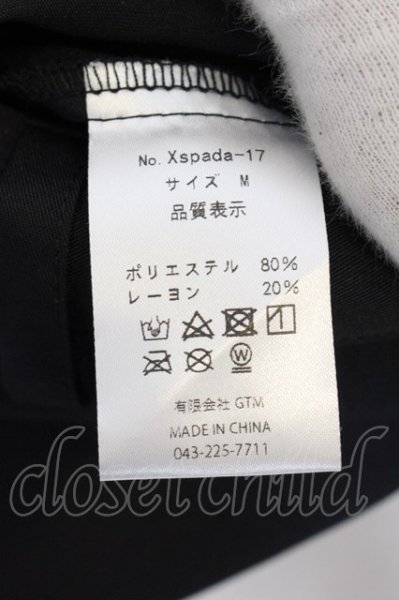 No. Xspada-17
サイズ M
品質表示
ポリエステル 80%
レーヨン 20%
W
有限会社 GTM
MADE IN CHINA
043-225-7711
closet child